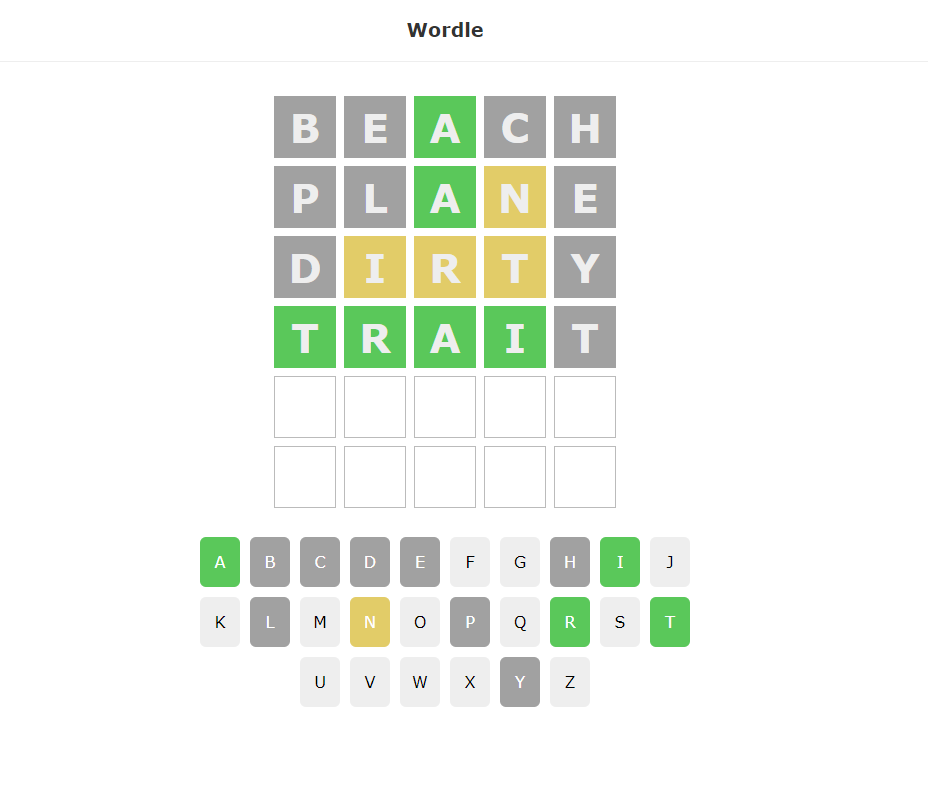 Wordle
B E A C H
P L A N E
D I R T Y
T R A I T
A B C D E F G H I J
K L M N O P Q R S T
U V W X Y Z